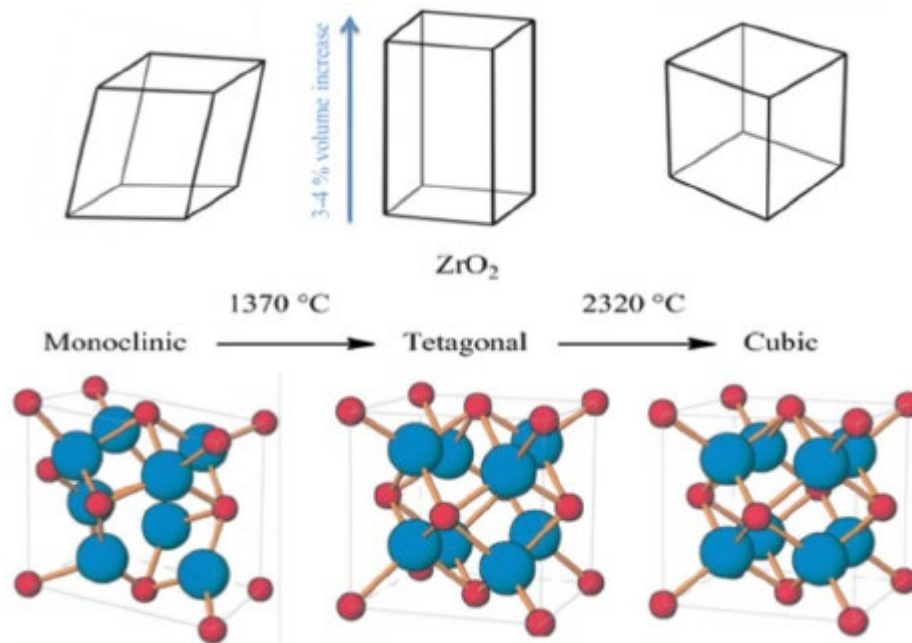 3-4 % volume increase
ZrO₂
1370 °C
2320 °C
Monoclinic
Tetagonal
Cubic